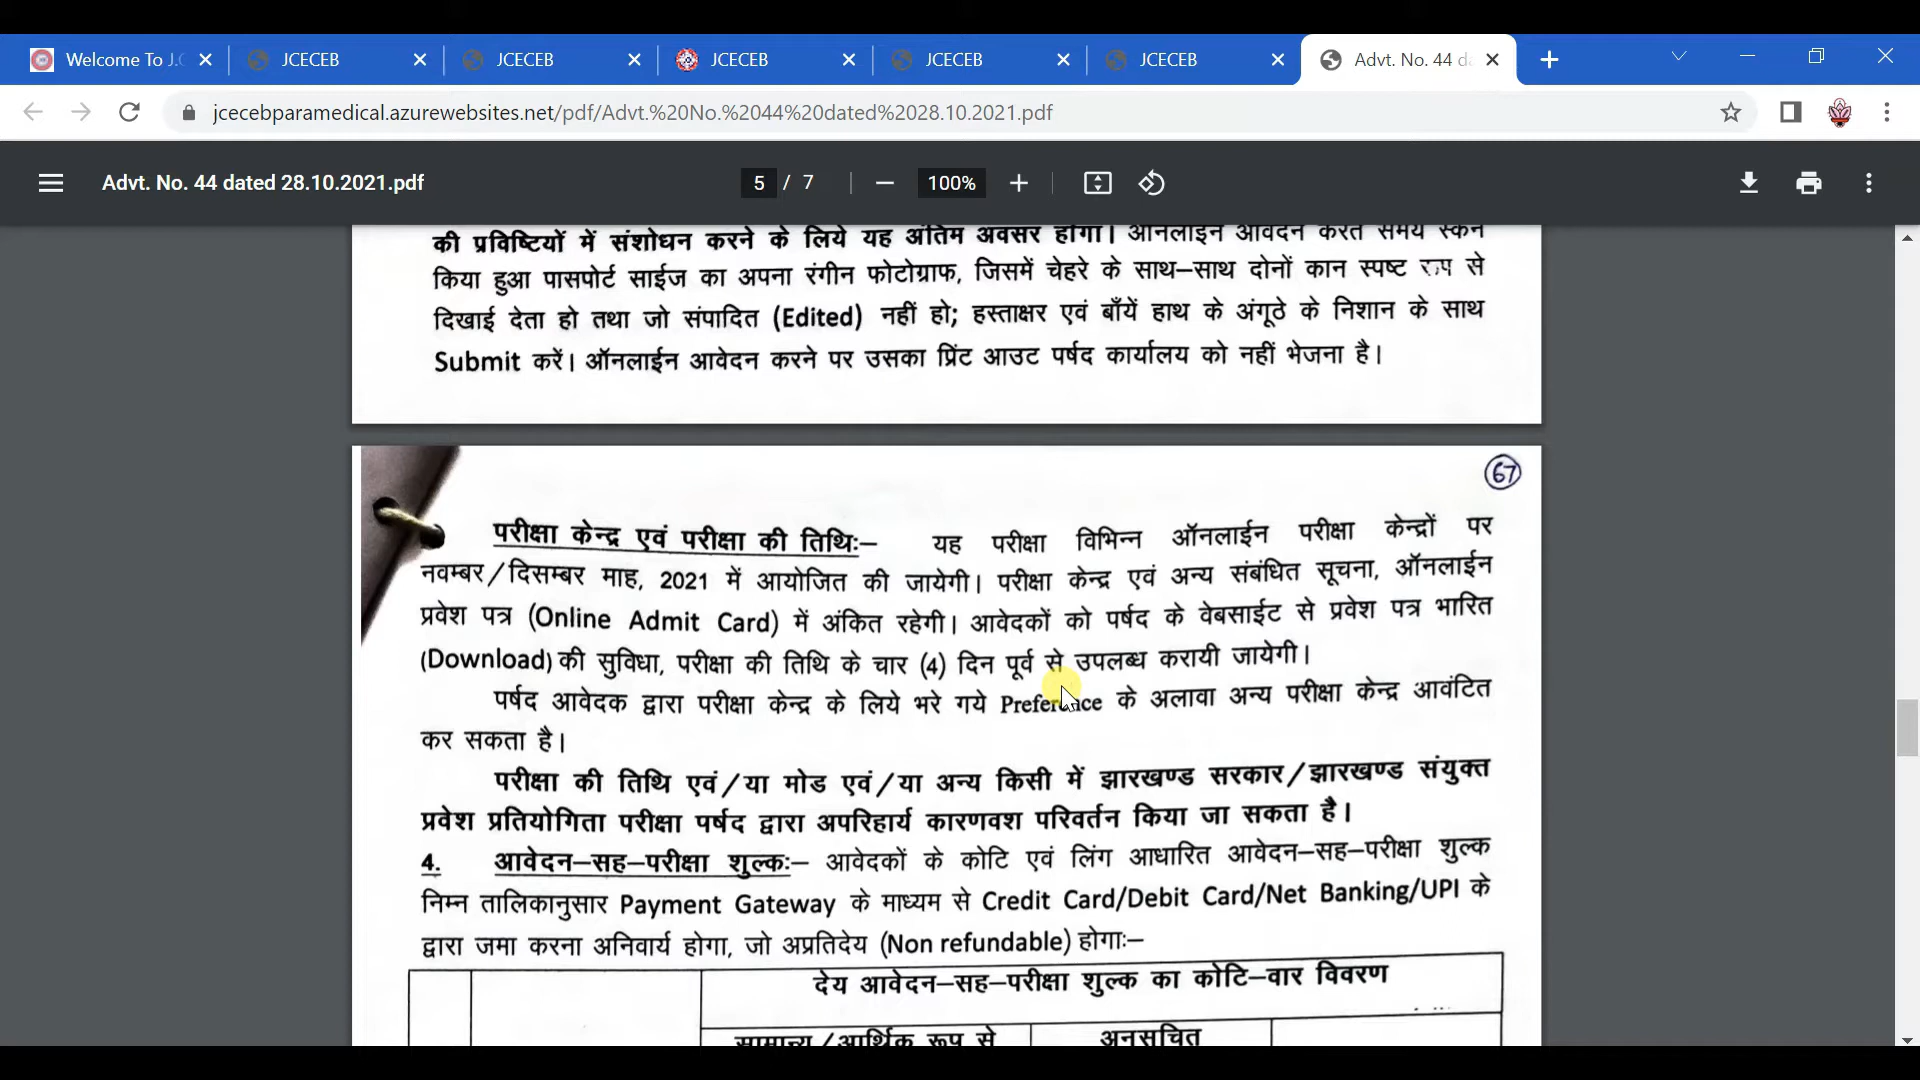 Welcome To J.
JCECEB
JCECEB
JCECEB
JCECEB
JCECEB
Advt. No. 44 d
jcecebparamedical.azurewebsites.net/pdf/Advt.%20No.%2044%20dated%2028.10.2021.pdf
Advt. No. 44 dated 28.10.2021.pdf
5 / 7
100%
की प्रविष्टियों में संशोधन करने के लिये यह अंतिम अवसर होगा। ऑनलाईन आवेदन करते समय स्कैन
किया हुआ पासपोर्ट साईज का अपना रंगीन फोटोग्राफ, जिसमें चेहरे के साथ–साथ दोनों कान स्पष्ट रूप से
दिखाई देता हो तथा जो संपादित (Edited) नहीं हो; हस्ताक्षर एवं बाँयें हाथ के अंगूठे के निशान के साथ
Submit करें। ऑनलाईन आवेदन करने पर उसका प्रिंट आउट पर्षद कार्यालय को नहीं भेजना है।
67
परीक्षा केन्द्र एवं परीक्षा की तिथिः– यह परीक्षा विभिन्न ऑनलाईन परीक्षा केन्द्रों पर
नवम्बर/दिसम्बर माह, 2021 में आयोजित की जायेगी। परीक्षा केन्द्र एवं अन्य संबंधित सूचना, ऑनलाईन
प्रवेश पत्र (Online Admit Card) में अंकित रहेगी। आवेदकों को पर्षद के वेबसाईट से प्रवेश पत्र भारित
(Download) की सुविधा, परीक्षा की तिथि के चार (4) दिन पूर्व से उपलब्ध करायी जायेगी।
पर्षद आवेदक द्वारा परीक्षा केन्द्र के लिये भरे गये Preference के अलावा अन्य परीक्षा केन्द्र आवंटित
कर सकता है।
परीक्षा की तिथि एवं/या मोड एवं/या अन्य किसी में झारखण्ड सरकार/झारखण्ड संयुक्त
प्रवेश प्रतियोगिता परीक्षा पर्षद द्वारा अपरिहार्य कारणवश परिवर्तन किया जा सकता है।
4. आवेदन–सह–परीक्षा शुल्कः– आवेदकों के कोटि एवं लिंग आधारित आवेदन–सह–परीक्षा शुल्क
निम्न तालिकानुसार Payment Gateway के माध्यम से Credit Card/Debit Card/Net Banking/UPI के
द्वारा जमा करना अनिवार्य होगा, जो अप्रतिदेय (Non refundable) होगाः–
देय आवेदन–सह–परीक्षा शुल्क का कोटि–वार विवरण
सामान्य/आर्थिक रूप से
अनुसूचित